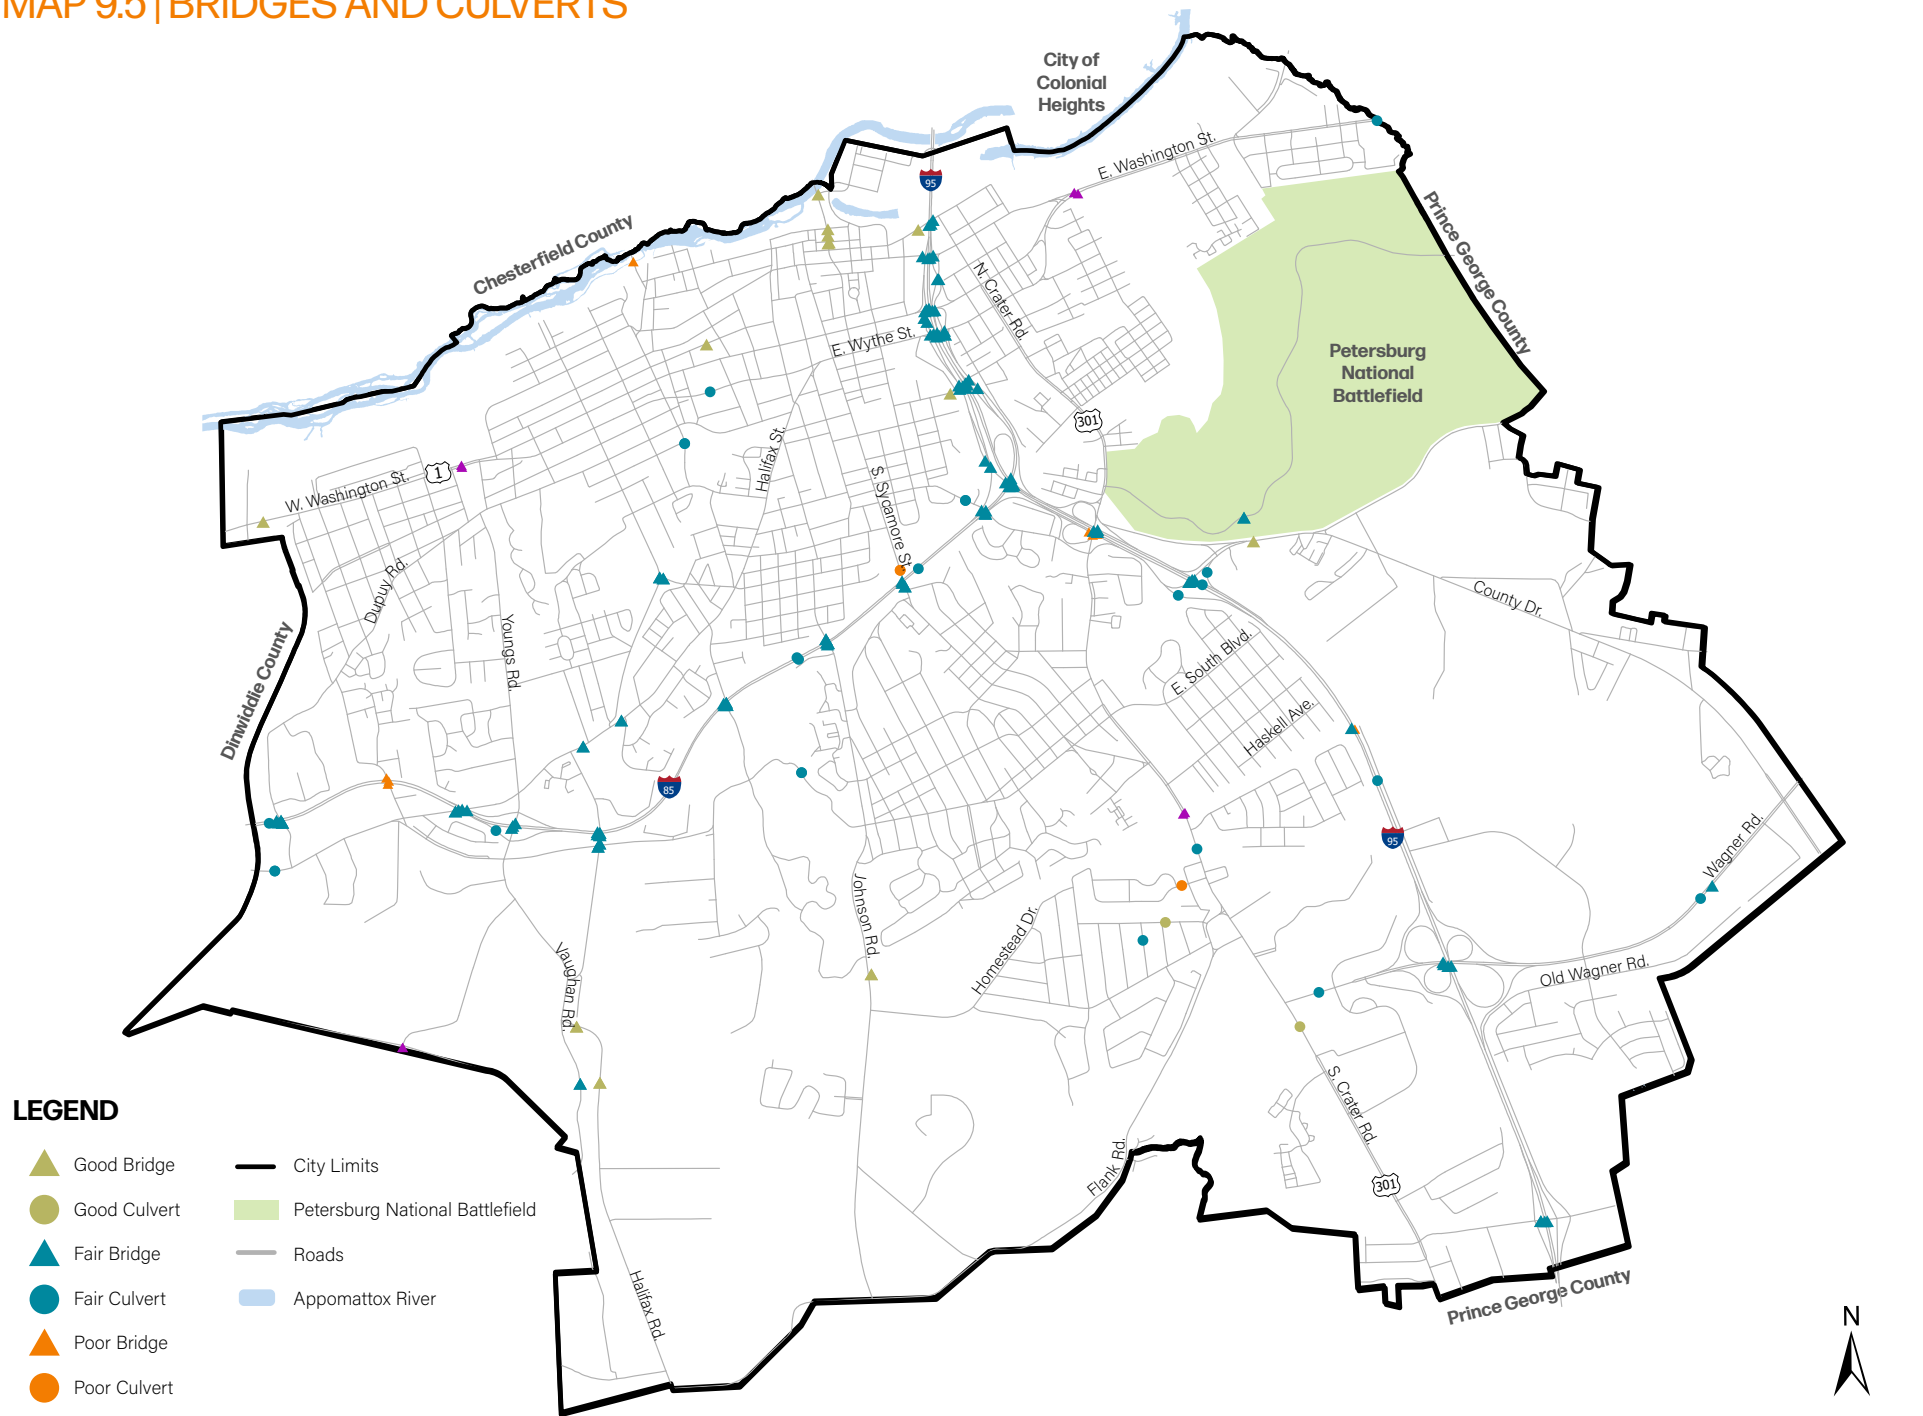 MAP 9.5 | BRIDGES AND CULVERTS
City of
Colonial
Heights
E. Washington St.
95
Prince George County
Chesterfield County
N. Crater Rd.
E. Wythe St.
Petersburg
National
Battlefield
301
Halifax St.
1
W. Washington St.
S. Sycamore St.
Dupuy Rd.
County Dr.
Youngs Rd.
Dinwiddie County
E. South Blvd.
Haskell Ave.
85
95
Wagner Rd.
Johnson Rd.
Homestead Dr.
Vaughan Rd.
Old Wagner Rd.
S. Crater Rd.
Flank Rd.
301
Halifax Rd.
Prince George County
LEGEND
Good Bridge
Good Culvert
Fair Bridge
Fair Culvert
Poor Bridge
Poor Culvert
City Limits
Petersburg National Battlefield
Roads
Appomattox River
N